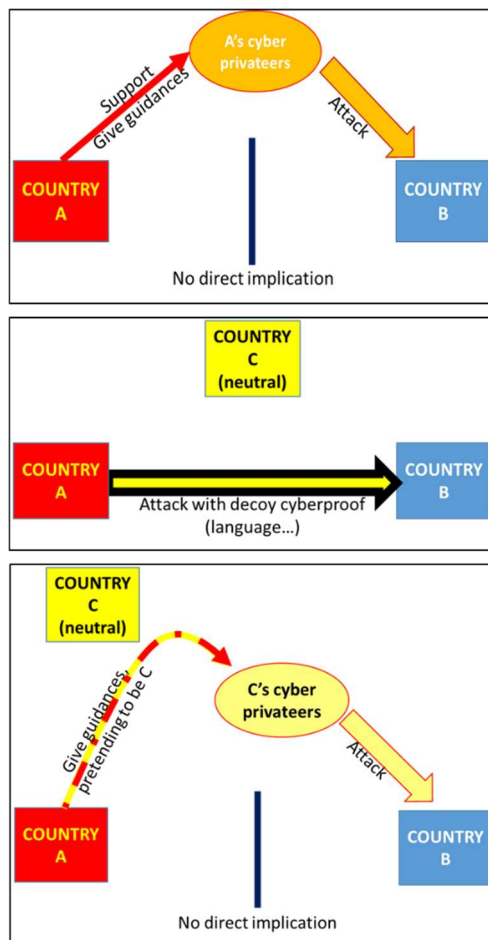 A's cyber
privateers
Support
Give guidances
Attack
COUNTRY
A
COUNTRY
B
No direct implication
COUNTRY
C
(neutral)
COUNTRY
A
COUNTRY
B
Attack with decoy cyberproof
(language...)
COUNTRY
C
(neutral)
Give guidances,
pretending to be C
C's cyber
privateers
Attack
COUNTRY
A
COUNTRY
B
No direct implication